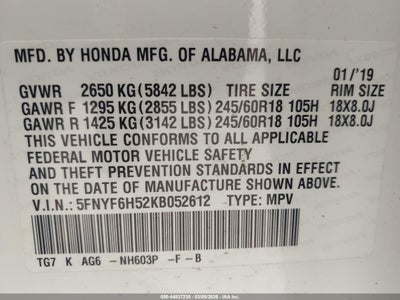 MFD. BY HONDA MFG. OF ALABAMA, LLC
01/'19
GVWR 2650 KG (5842 LBS) TIRE SIZE RIM SIZE
GAWR F 1295 KG (2855 LBS) 245/60R18 105H 18X8.0J
GAWR R 1425 KG (3142 LBS) 245/60R18 105H 18X8.0J
THIS VEHICLE CONFORMS TO ALL APPLICABLE
FEDERAL MOTOR VEHICLE SAFETY
AND THEFT PREVENTION STANDARDS IN EFFECT
ON THE DATE OF MANUFACTURE SHOWN ABOVE.
V.I.N.: 5FNYF6H52KB052612 TYPE: MPV
TG7 K AG6 -NH603P -F-B